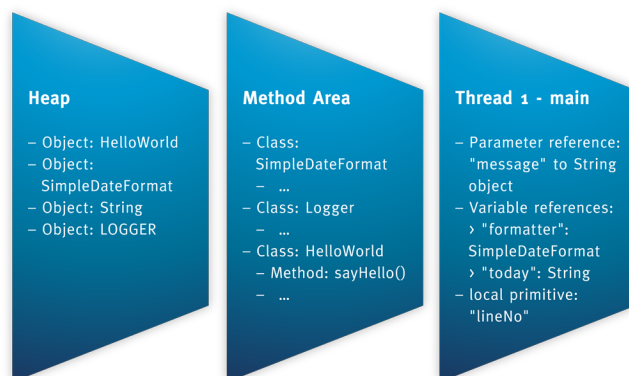 Heap
– Object: HelloWorld
– Object:
SimpleDateFormat
– Object: String
– Object: LOGGER
Method Area
– Class:
SimpleDateFormat
– ...
– Class: Logger
– ...
– Class: HelloWorld
– Method: sayHello()
– ...
Thread 1 - main
– Parameter reference:
"message" to String
object
– Variable references:
› "formatter":
SimpleDateFormat
› "today": String
– local primitive:
"lineNo"